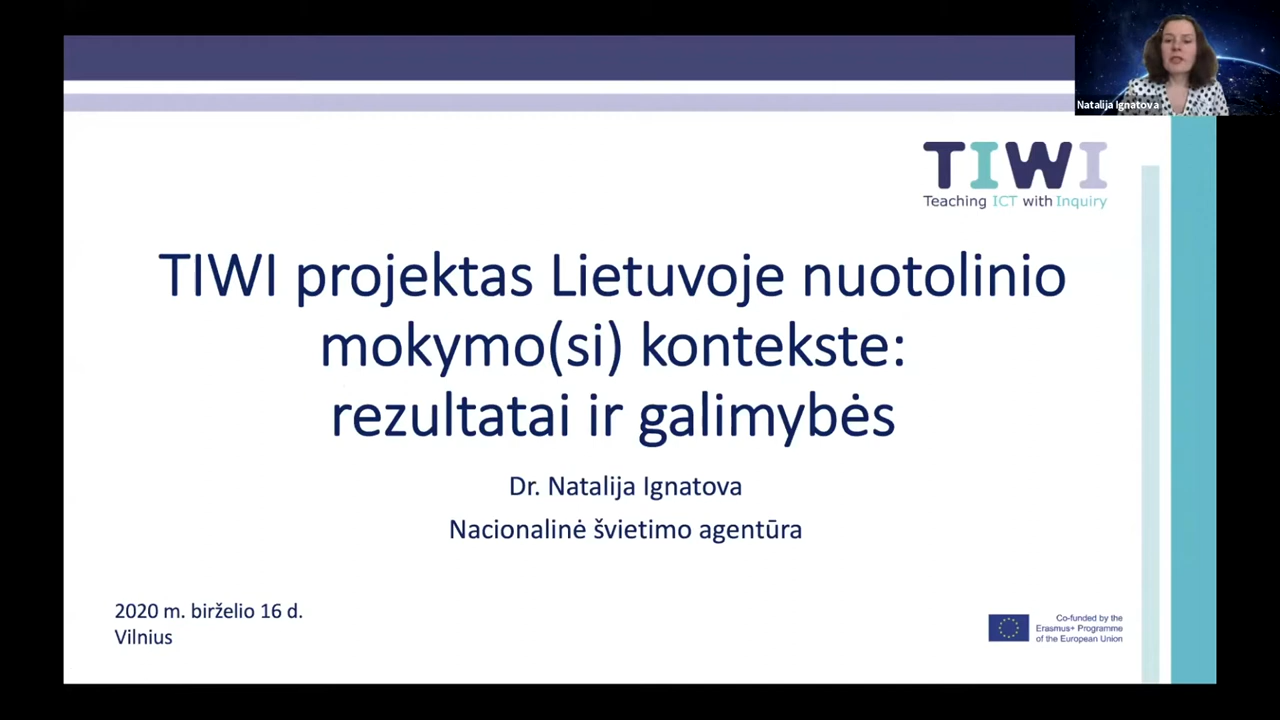 Natalija Ignatova
TIWI
Teaching ICT with Inquiry
TIWI projektas Lietuvoje nuotolinio
mokymo(si) kontekste:
rezultatai ir galimybės
Dr. Natalija Ignatova
Nacionalinė švietimo agentūra
2020 m. birželio 16 d.
Vilnius
Co-funded by the
Erasmus+ Programme
of the European Union